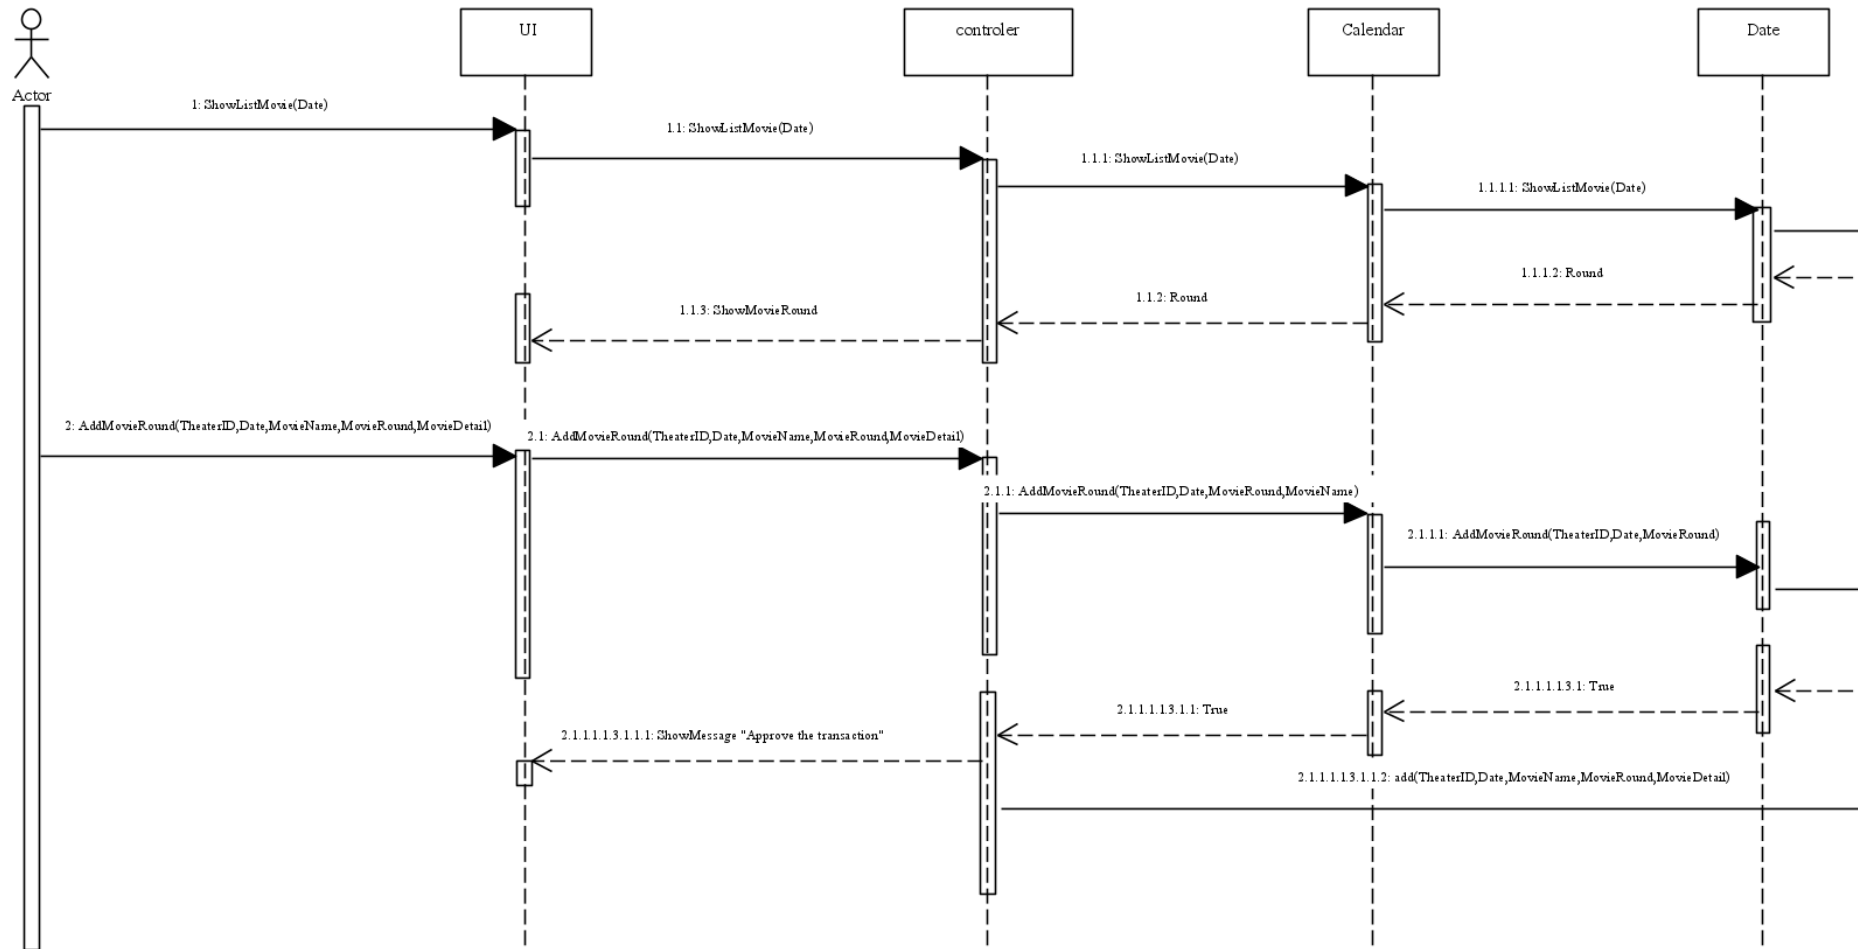 UI
controler
Calendar
Date
Actor
1: ShowListMovie(Date)
1.1: ShowListMovie(Date)
1.1.1: ShowListMovie(Date)
1.1.1.1: ShowListMovie(Date)
1.1.1.2: Round
1.1.2: Round
1.1.3: ShowMovieRound
2: AddMovieRound(TheaterID,Date,MovieName,MovieRound,MovieDetail)
2.1: AddMovieRound(TheaterID,Date,MovieName,MovieRound,MovieDetail)
2.1.1: AddMovieRound(TheaterID,Date,MovieRound,MovieName)
2.1.1.1: AddMovieRound(TheaterID,Date,MovieRound)
2.1.1.1.1.3.1: True
2.1.1.1.1.3.1.1: True
2.1.1.1.1.3.1.1.1: ShowMessage "Approve the transaction"
2.1.1.1.1.3.1.1.2: add(TheaterID,Date,MovieName,MovieRound,MovieDetail)